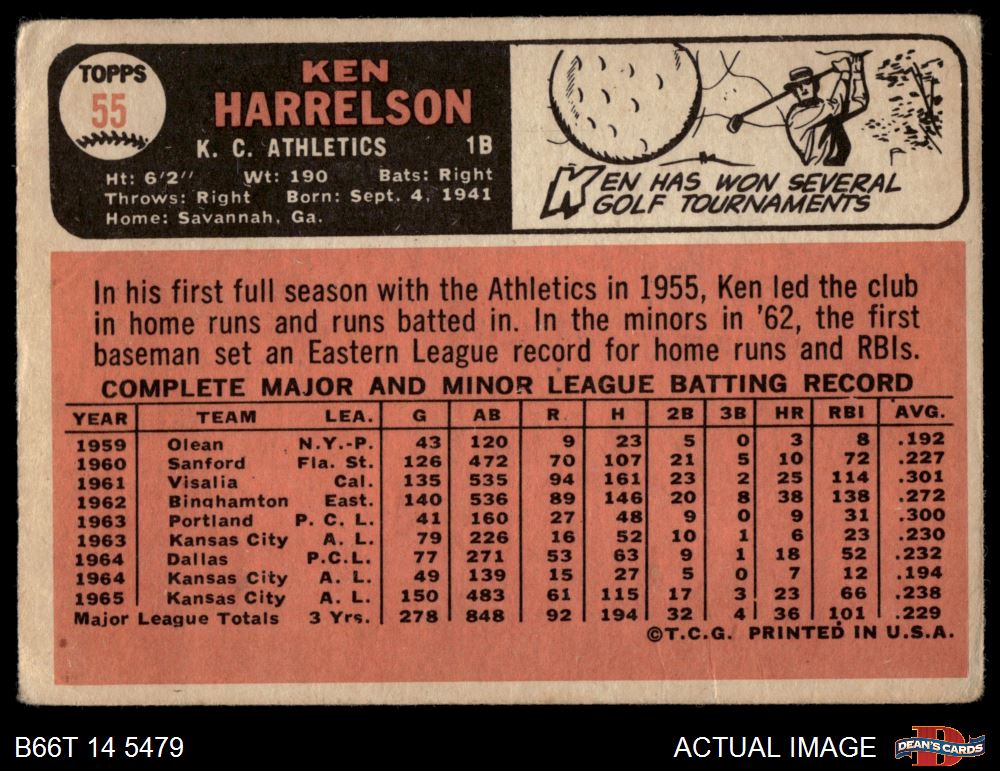 TOPPS
55
KEN
HARRELSON
K. C. ATHLETICS 1B
Ht: 6'2" Wt: 190 Bats: Right
Throws: Right Born: Sept. 4, 1941
Home: Savannah, Ga.
KEN HAS WON SEVERAL
GOLF TOURNAMENTS
In his first full season with the Athletics in 1955, Ken led the club
in home runs and runs batted in. In the minors in '62, the first
baseman set an Eastern League record for home runs and RBIs.
COMPLETE MAJOR AND MINOR LEAGUE BATTING RECORD
YEAR TEAM LEA. G AB R. H 2B 3B HR RBI AVG.
1959 Olean N.Y.-P. 43 120 9 23 5 0 3 8 .192
1960 Sanford Fla. St. 126 472 70 107 21 5 10 72 .227
1961 Visalia Cal. 135 535 94 161 23 2 25 114 .301
1962 Binghamton East. 140 536 89 146 20 8 38 138 .272
1963 Portland P. C. L. 41 160 27 48 9 0 9 31 .300
1963 Kansas City A. L. 79 226 16 52 10 1 6 23 .230
1964 Dallas P.C.L. 77 271 53 63 9 1 18 52 .232
1964 Kansas City A. L. 49 139 15 27 5 0 7 12 .194
1965 Kansas City A. L. 150 483 61 115 17 3 23 66 .238
Major League Totals 3 Yrs. 278 848 92 194 32 4 36 101 .229
©T.C.G. PRINTED IN U.S.A.
B66T 14 5479 ACTUAL IMAGE
DEAN'S CARDS